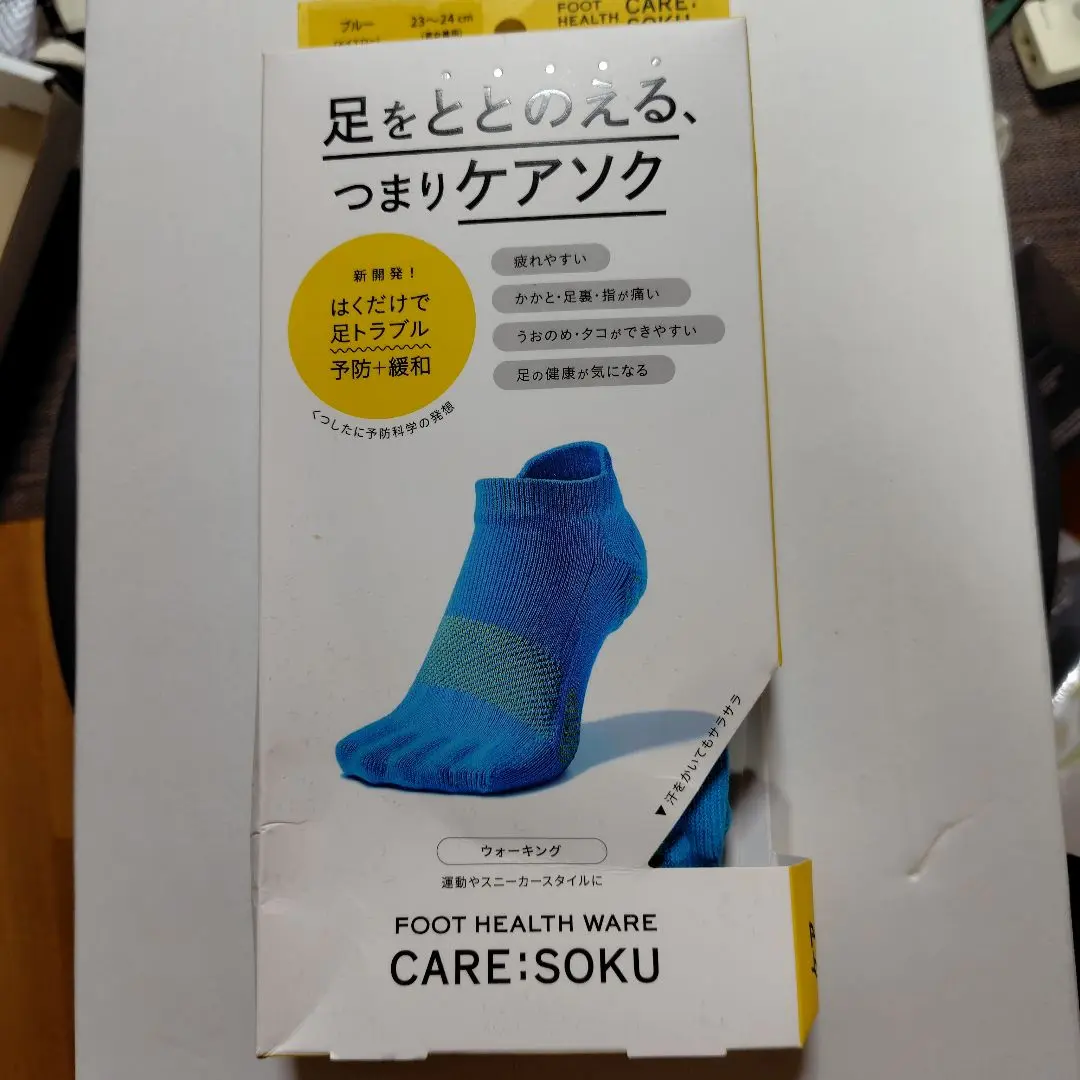 ブルー
23〜24cm
FOOT
HEALTH
CARE:
SOKU
足をととのえる、
つまりケアソク
新開発！
はくだけで
足トラブル
予防＋緩和
くつしたに予防科学の発想
疲れやすい
かかと・足裏・指が痛い
うおのめ・タコができやすい
足の健康が気になる
▼汗をかいてもサラサラ
ウォーキング
運動やスニーカースタイルに
FOOT HEALTH WARE
CARE:SOKU